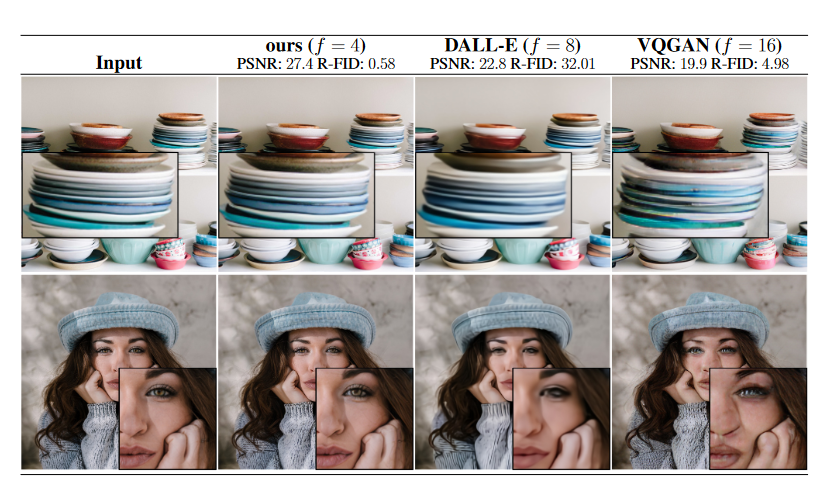 Input
ours (f = 4)
PSNR: 27.4 R-FID: 0.58
DALL-E (f = 8)
PSNR: 22.8 R-FID: 32.01
VQGAN (f = 16)
PSNR: 19.9 R-FID: 4.98